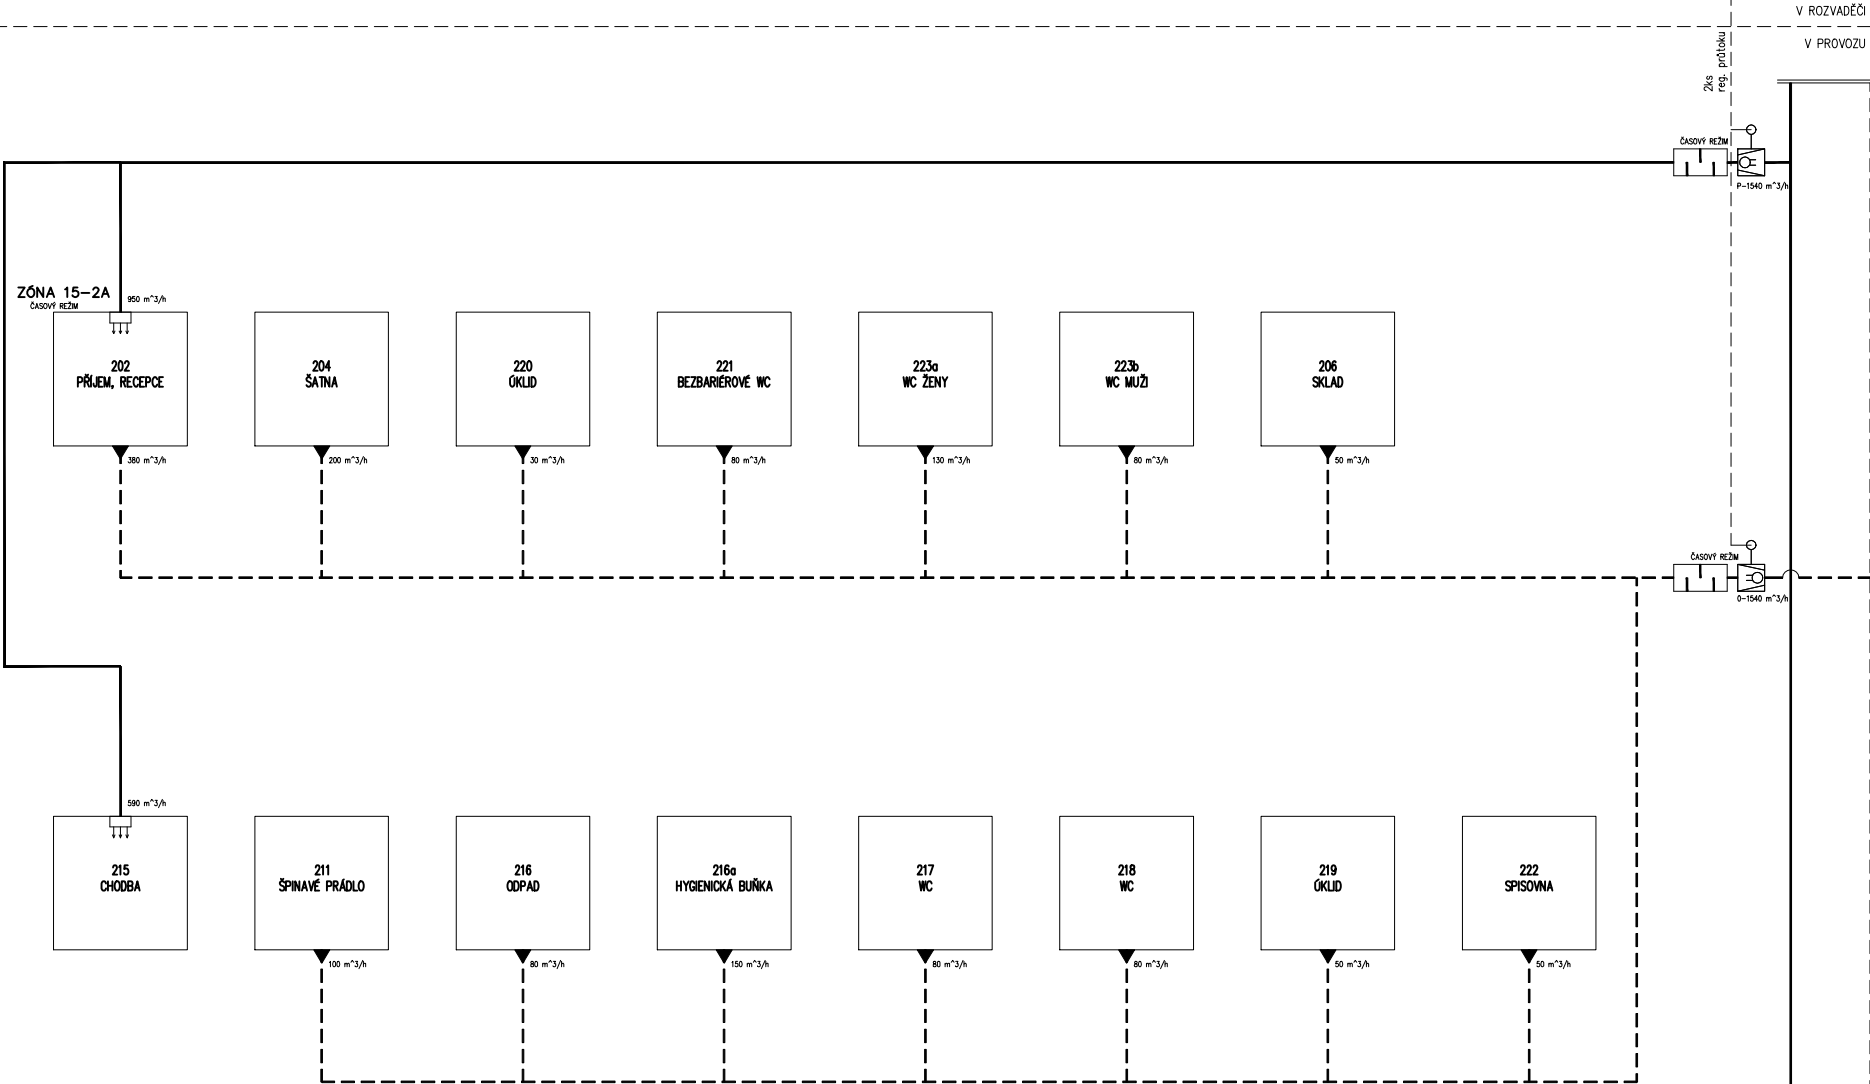 V ROZVADĚČI
V PROVOZU
2ks
reg. průtoku
ČASOVÝ REŽIM
P-1540 m^3/h
ZÓNA 15-2A
ČASOVÝ REŽIM
950 m^3/h
202
PŘÍJEM, RECEPCE
204
ŠATNA
220
ÚKLID
221
BEZBARIÉROVÉ WC
223a
WC ŽENY
223b
WC MUŽI
206
SKLAD
380 m^3/h
200 m^3/h
30 m^3/h
80 m^3/h
130 m^3/h
80 m^3/h
50 m^3/h
ČASOVÝ REŽIM
O-1540 m^3/h
590 m^3/h
215
CHODBA
211
ŠPINAVÉ PRÁDLO
216
ODPAD
216a
HYGIENICKÁ BUŇKA
217
WC
218
WC
219
ÚKLID
222
SPISOVNA
100 m^3/h
80 m^3/h
150 m^3/h
80 m^3/h
80 m^3/h
50 m^3/h
50 m^3/h